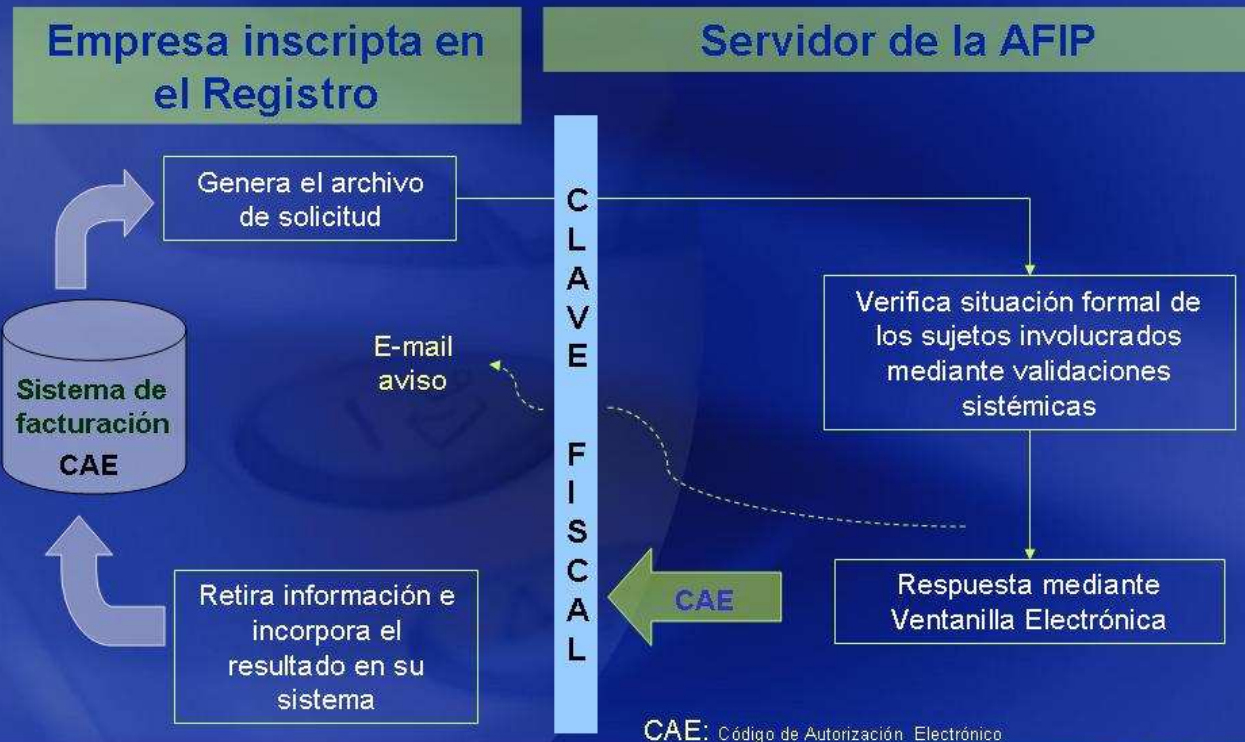 Empresa inscripta en
el Registro
Servidor de la AFIP
Genera el archivo
de solicitud
CLAVE FISCAL
Verifica situación formal de
los sujetos involucrados
mediante validaciones
sistémicas
E-mail
aviso
Sistema de
facturación
CAE
Retira información e
incorpora el
resultado en su
sistema
CAE
Respuesta mediante
Ventanilla Electrónica
CAE: Código de Autorización Electrónico